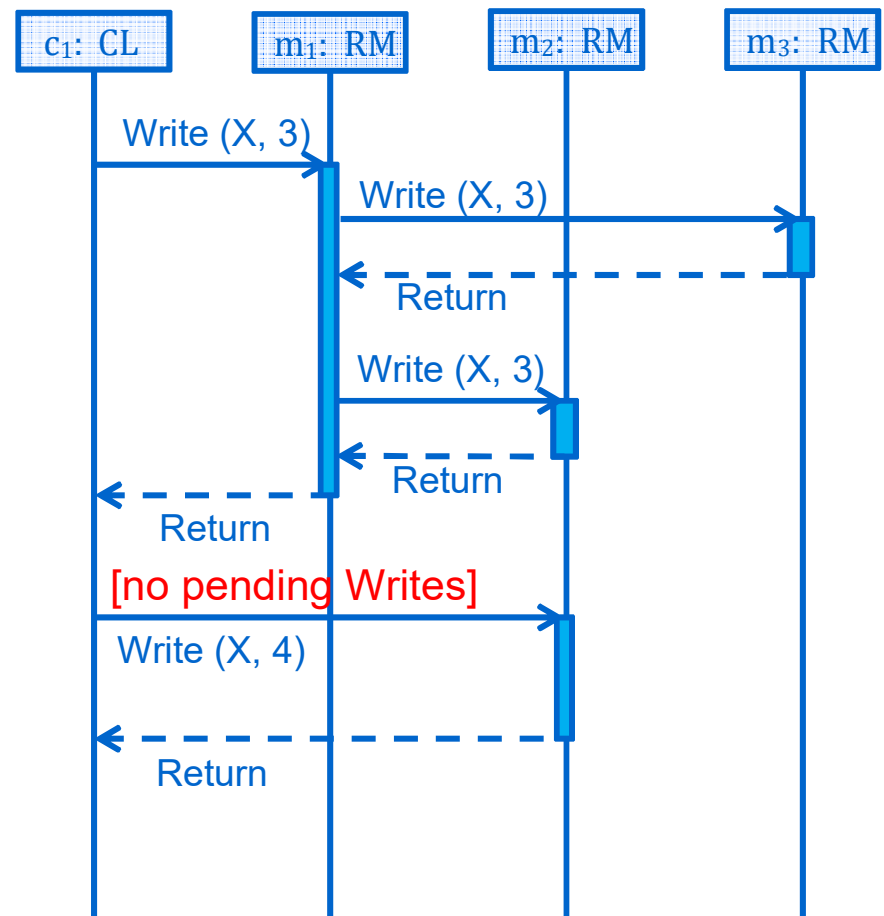 c₁: CL
m₁: RM
m₂: RM
m₃: RM
Write (X, 3)
Write (X, 3)
Return
Write (X, 3)
Return
Return
[no pending Writes]
Write (X, 4)
Return